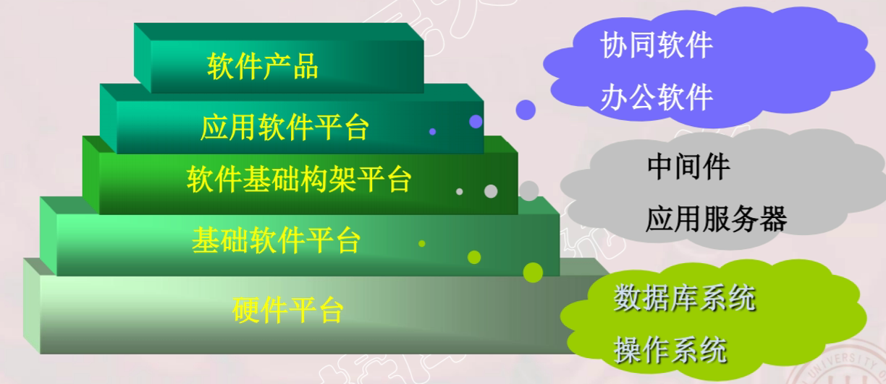 软件产品
应用软件平台
软件基础构架平台
基础软件平台
硬件平台
协同软件
办公软件
中间件
应用服务器
数据库系统
操作系统